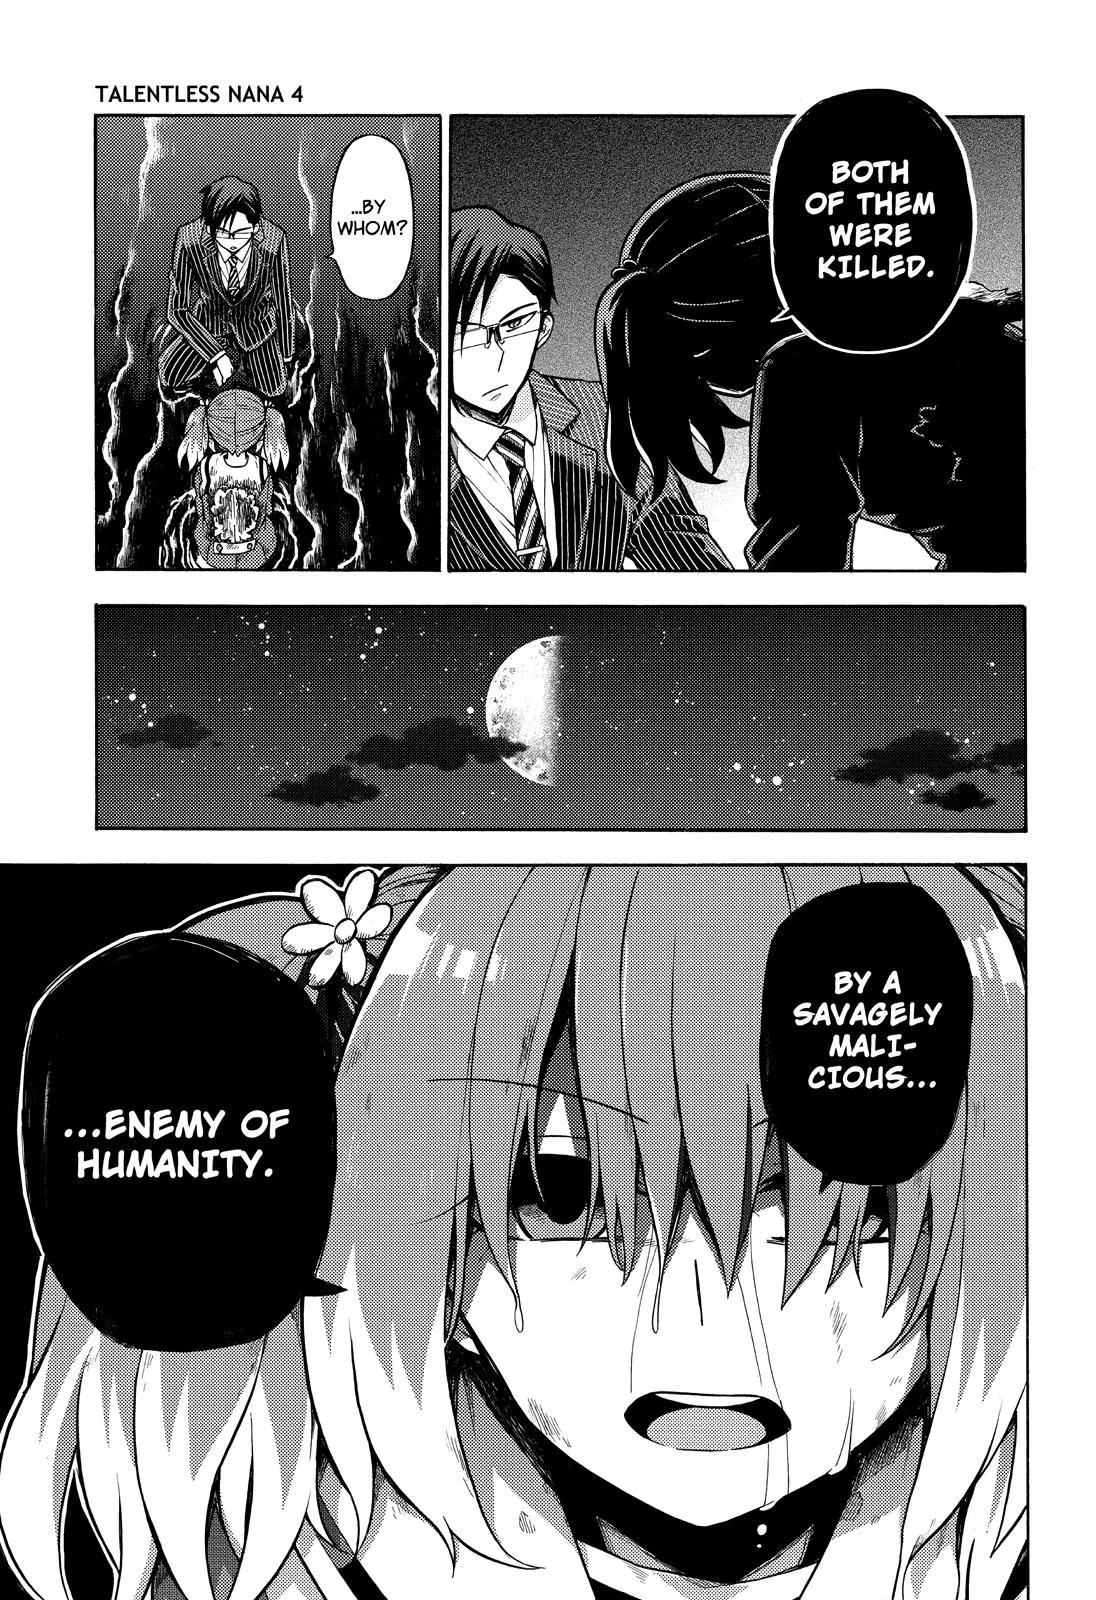 TALENTLESS NANA 4
BOTH
OF THEM
WERE
KILLED.
...BY
WHOM?
BY A
SAVAGELY
MALI-
CIOUS...
...ENEMY OF
HUMANITY.